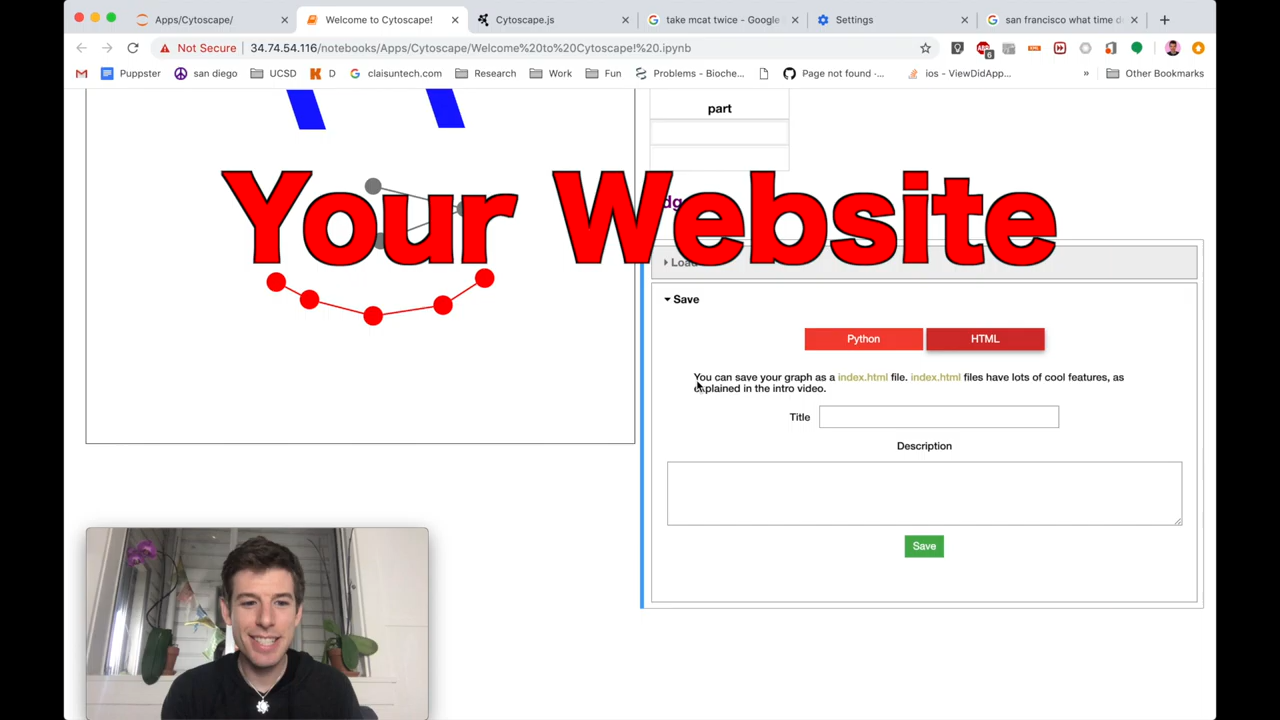 Apps/Cytoscape/
Welcome to Cytoscape!
Cytoscape.js
take mcat twice - Google
Settings
san francisco what time
Not Secure
34.74.54.116/notebooks/Apps/Cytoscape/Welcome%20to%20Cytoscape!%20.ipynb
6
Puppster
san diego
UCSD
D
claisuntech.com
Research
Work
Fun
Problems - Bioche...
Page not found ·...
ios - ViewDidApp...
»
Other Bookmarks
part
Your Website
Save
Python
HTML
You can save your graph as a index.html file. index.html files have lots of cool features, as
explained in the intro video.
Title
Description
Save